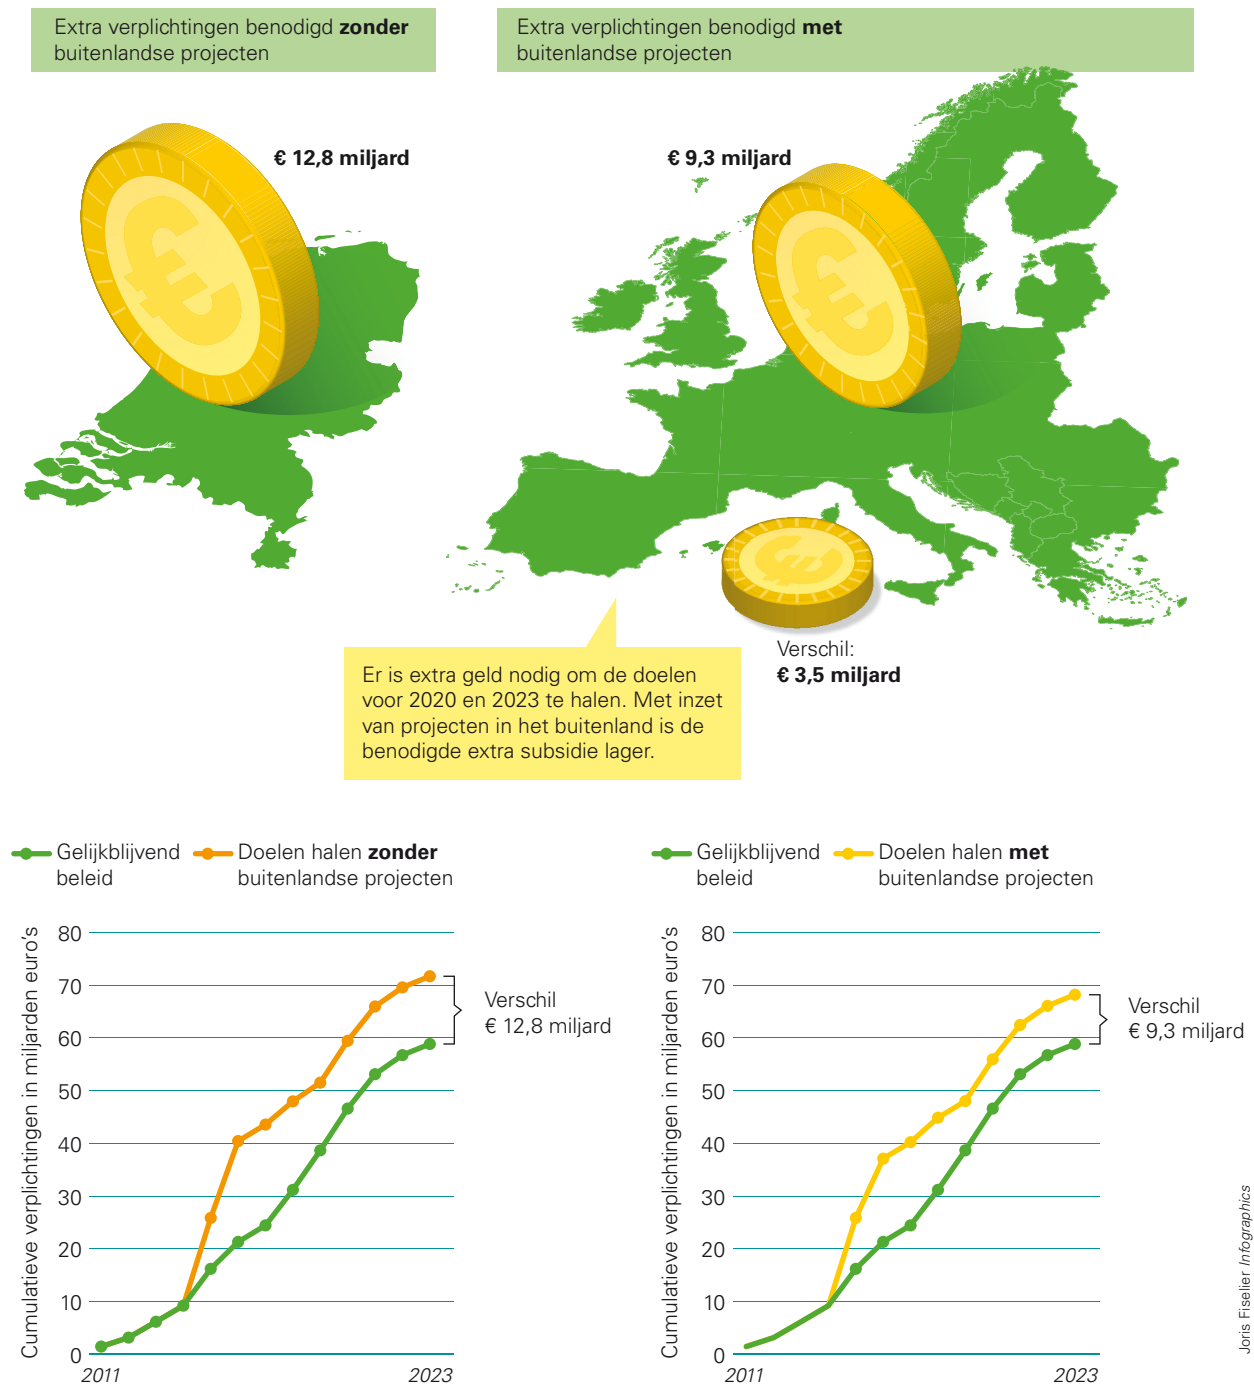 Extra verplichtingen benodigd zonder
buitenlandse projecten
Extra verplichtingen benodigd met
buitenlandse projecten
€ 12,8 miljard
€ 9,3 miljard
Verschil:
€ 3,5 miljard
Er is extra geld nodig om de doelen
voor 2020 en 2023 te halen. Met inzet
van projecten in het buitenland is de
benodigde extra subsidie lager.
Gelijkblijvend
beleid
Doelen halen zonder
buitenlandse projecten
Cumulatieve verplichtingen in miljarden euro‘s
80
70
60
50
40
30
20
10
0
2011
2023
Verschil
€ 12,8 miljard
Gelijkblijvend
beleid
Doelen halen met
buitenlandse projecten
Cumulatieve verplichtingen in miljarden euro‘s
80
70
60
50
40
30
20
10
0
2011
2023
Verschil
€ 9,3 miljard
Joris Fiselier Infographics